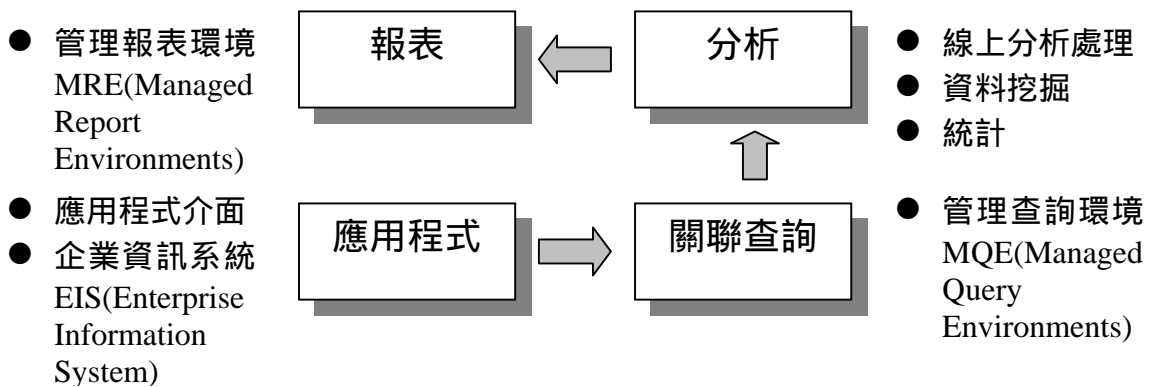 管理報表環境
MRE(Managed
Report
Environments)
報表
分析
線上分析處理
資料挖掘
統計
應用程式介面
企業資訊系統
EIS(Enterprise
Information
System)
應用程式
關聯查詢
管理查詢環境
MQE(Managed
Query
Environments)